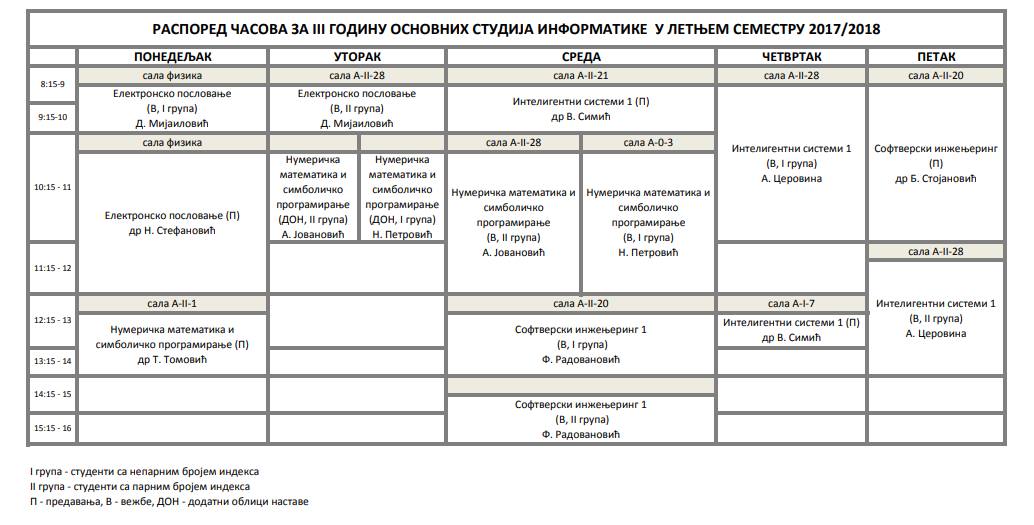 РАСПОРЕД ЧАСОВА ЗА III ГОДИНУ ОСНОВНИХ СТУДИЈА ИНФОРМАТИКЕ У ЛЕТЊЕМ СЕМЕСТРУ 2017/2018
ПОНЕДЕЉАК УТОРАК СРЕДА ЧЕТВРТАК ПЕТАК
8:15-9
9:15-10
10:15 - 11
11:15 - 12
12:15 - 13
13:15 - 14
14:15 - 15
15:15 - 16
сала физика
Електронско пословање
(В, I група)
Д. Мијаиловић
сала физика
Електронско пословање (П)
др Н. Стефановић
сала А-II-1
Нумеричка математика и
симболичко програмирање (П)
др Т. Томовић
сала А-II-28
Електронско пословање
(В, II група)
Д. Мијаиловић
Нумеричка
математика и
симболичко
програмирање
(ДОН, II група)
А. Јовановић
Нумеричка
математика и
симболичко
програмирање
(ДОН, I група)
Н. Петровић
сала А-II-21
Интелигентни системи 1 (П)
др В. Симић
сала А-II-28
Нумеричка математика и
симболичко
програмирање
(В, II група)
А. Јовановић
сала А-0-3
Нумеричка математика и
симболичко
програмирање
(В, I група)
Н. Петровић
сала А-II-20
Софтверски инжењеринг 1
(В, I група)
Ф. Радовановић
Софтверски инжењеринг 1
(В, II група)
Ф. Радовановић
сала А-II-28
Интелигентни системи 1
(В, I група)
А. Церовина
сала А-I-7
Интелигентни системи 1 (П)
др В. Симић
сала А-II-20
Софтверски инжењеринг
(П)
др Б. Стојановић
сала А-II-28
Интелигентни системи 1
(В, II група)
А. Церовина
I група - студенти са непарним бројем индекса
II група - студенти са парним бројем индекса
П - предавања, В - вежбе, ДОН - додатни облици наставе